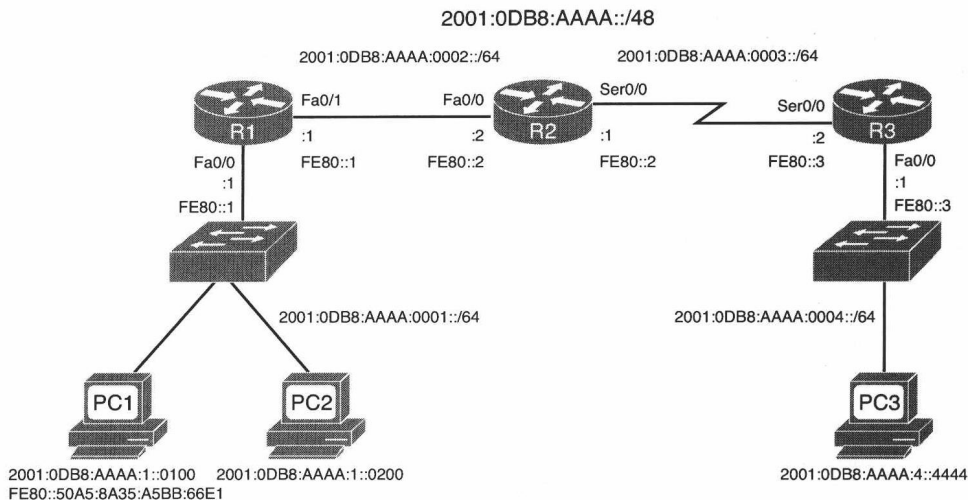 2001:0DB8:AAAA::/48
2001:0DB8:AAAA:0002::/64
2001:0DB8:AAAA:0003::/64
Fa0/1
Fa0/0
Ser0/0
Ser0/0
R1
R2
R3
:1
:2
:1
:2
Fa0/0
:1
FE80::1
FE80::1
FE80::2
FE80::2
FE80::3
Fa0/0
:1
FE80::3
2001:0DB8:AAAA:0001::/64
2001:0DB8:AAAA:0004::/64
PC1
PC2
PC3
2001:0DB8:AAAA:1::0100
FE80::50A5:8A35:A5BB:66E1
2001:0DB8:AAAA:1::0200
2001:0DB8:AAAA:4::4444